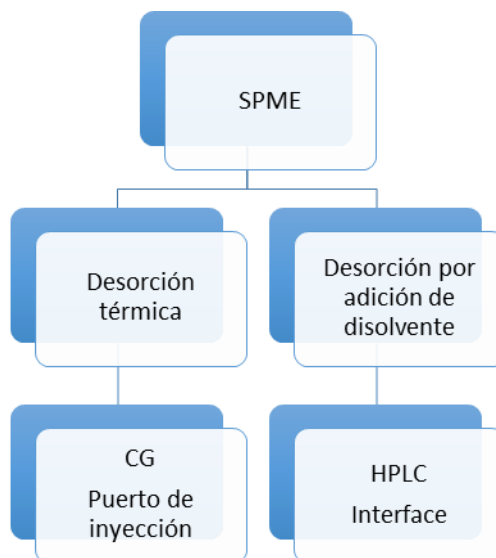 SPME
Desorción
térmica
Desorción por
adición de
disolvente
CG
Puerto de
inyección
HPLC
Interface